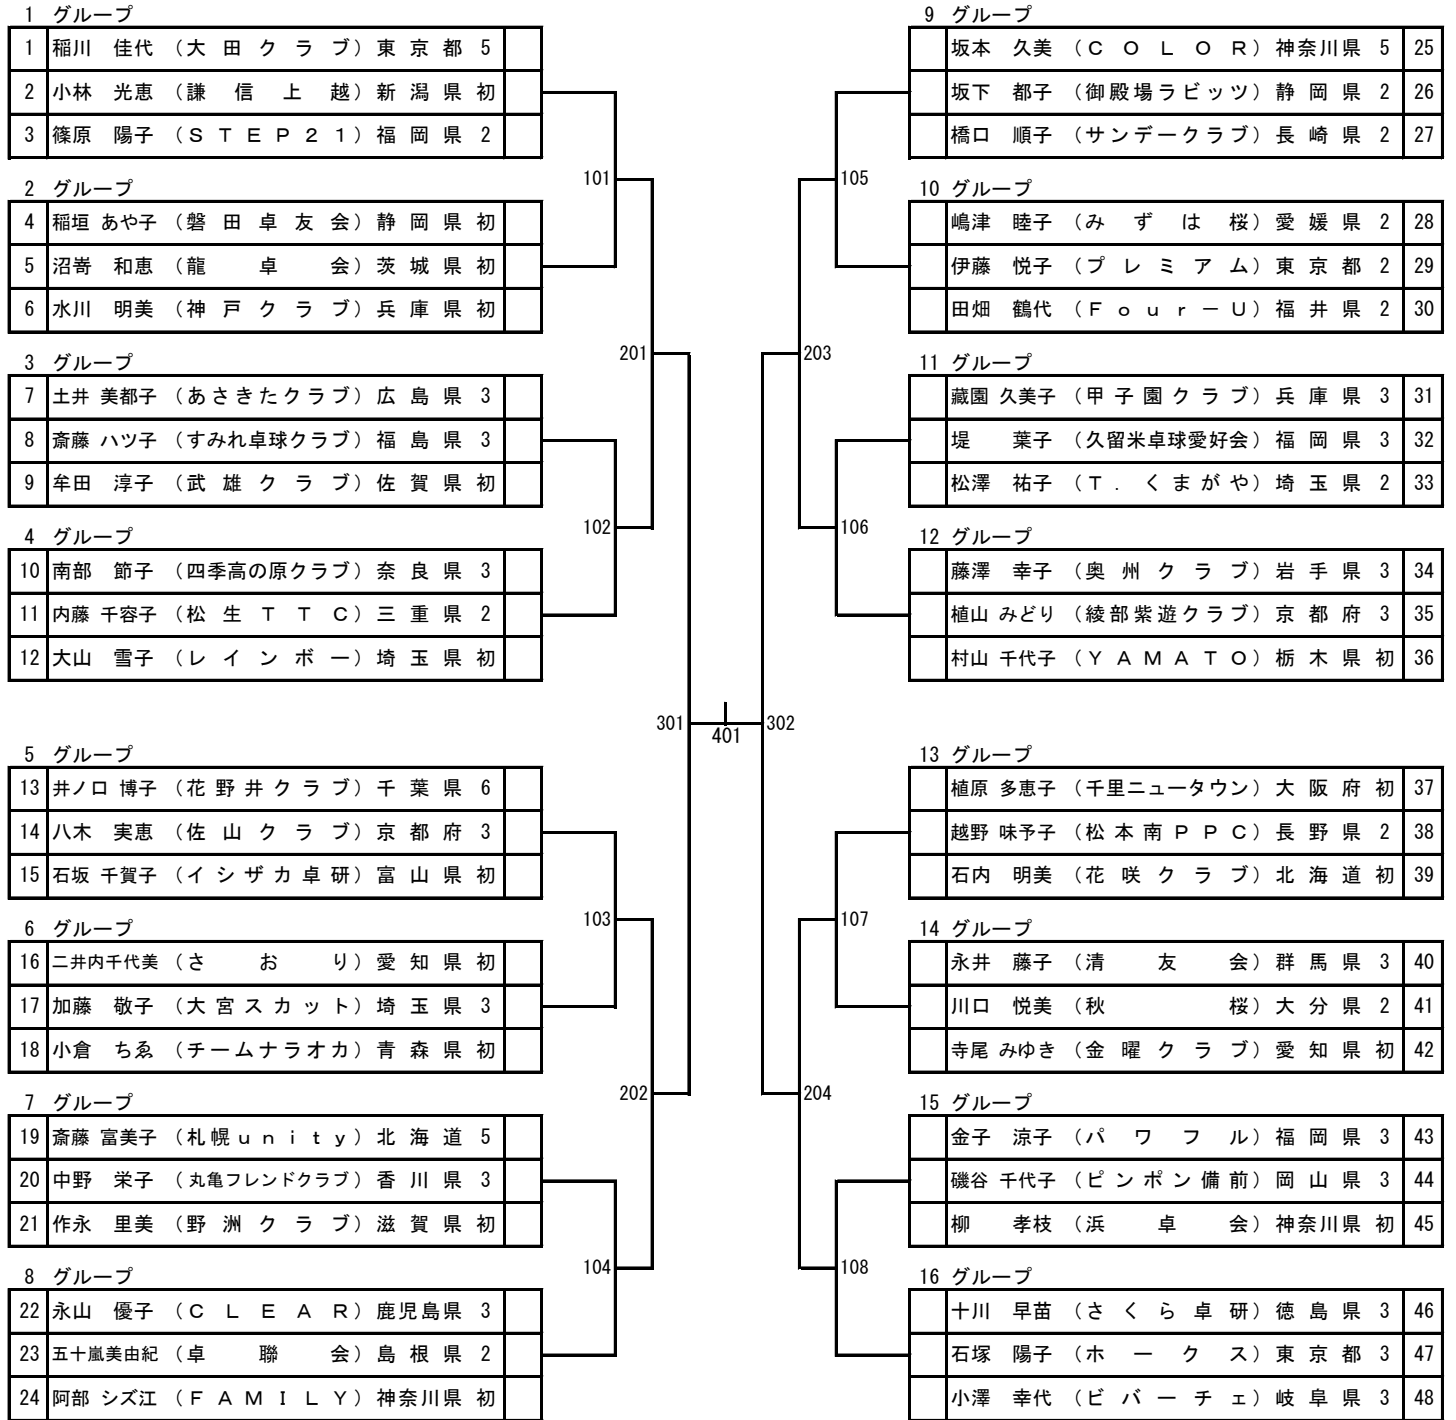 1 グループ
1 稲川 佳代 （大田クラブ） 東京都 5
2 小林 光恵 （謙信上越） 新潟県 初
3 篠原 陽子 （ＳＴＥＰ２１） 福岡県 2
2 グループ
4 稲垣 あや子 （磐田卓友会） 静岡県 初
5 沼嵜 和恵 （龍卓会） 茨城県 初
6 水川 明美 （神戸クラブ） 兵庫県 初
3 グループ
7 土井 美都子 （あさきたクラブ） 広島県 3
8 斎藤 ハツ子 （すみれ卓球クラブ） 福島県 3
9 牟田 淳子 （武雄クラブ） 佐賀県 初
4 グループ
10 南部 節子 （四季高の原クラブ） 奈良県 3
11 内藤 千容子 （松生ＴＴＣ） 三重県 2
12 大山 雪子 （レインボー） 埼玉県 初
5 グループ
13 井ノ口 博子 （花野井クラブ） 千葉県 6
14 八木 実恵 （佐山クラブ） 京都府 3
15 石坂 千賀子 （イシザカ卓研） 富山県 初
6 グループ
16 二井内千代美 （さおり） 愛知県 初
17 加藤 敬子 （大宮スカット） 埼玉県 3
18 小倉 ちゑ （チームナラオカ） 青森県 初
7 グループ
19 斎藤 富美子 （札幌ｕｎｉｔｙ） 北海道 5
20 中野 栄子 （丸亀フレンドクラブ） 香川県 3
21 作永 里美 （野洲クラブ） 滋賀県 初
8 グループ
22 永山 優子 （ＣＬＥＡＲ） 鹿児島県 3
23 五十嵐美由紀 （卓聯会） 島根県 2
24 阿部 シズ江 （ＦＡＭＩＬＹ） 神奈川県 初
101
102
103
104
201
202
301
401
302
203
204
105
106
107
108
9 グループ
坂本 久美 （ＣＯＬＯＲ） 神奈川県 5 25
坂下 都子 （御殿場ラビッツ） 静岡県 2 26
橋口 順子 （サンデークラブ） 長崎県 2 27
10 グループ
嶋津 睦子 （みずは桜） 愛媛県 2 28
伊藤 悦子 （プレミアム） 東京都 2 29
田畑 鶴代 （Ｆｏｕｒ－Ｕ） 福井県 2 30
11 グループ
藏園 久美子 （甲子園クラブ） 兵庫県 3 31
堤 葉子 （久留米卓球愛好会） 福岡県 3 32
松澤 祐子 （Ｔ．くまがや） 埼玉県 2 33
12 グループ
藤澤 幸子 （奥州クラブ） 岩手県 3 34
植山 みどり （綾部紫遊クラブ） 京都府 3 35
村山 千代子 （ＹＡＭＡＴＯ） 栃木県 初 36
13 グループ
植原 多恵子 （千里ニュータウン） 大阪府 初 37
越野 味予子 （松本南ＰＰＣ） 長野県 2 38
石内 明美 （花咲クラブ） 北海道 初 39
14 グループ
永井 藤子 （清友会） 群馬県 3 40
川口 悦美 （秋桜） 大分県 2 41
寺尾 みゆき （金曜クラブ） 愛知県 初 42
15 グループ
金子 涼子 （パワフル） 福岡県 3 43
磯谷 千代子 （ピンポン備前） 岡山県 3 44
柳 孝枝 （浜卓会） 神奈川県 初 45
16 グループ
十川 早苗 （さくら卓研） 徳島県 3 46
石塚 陽子 （ホークス） 東京都 3 47
小澤 幸代 （ビバーチェ） 岐阜県 3 48